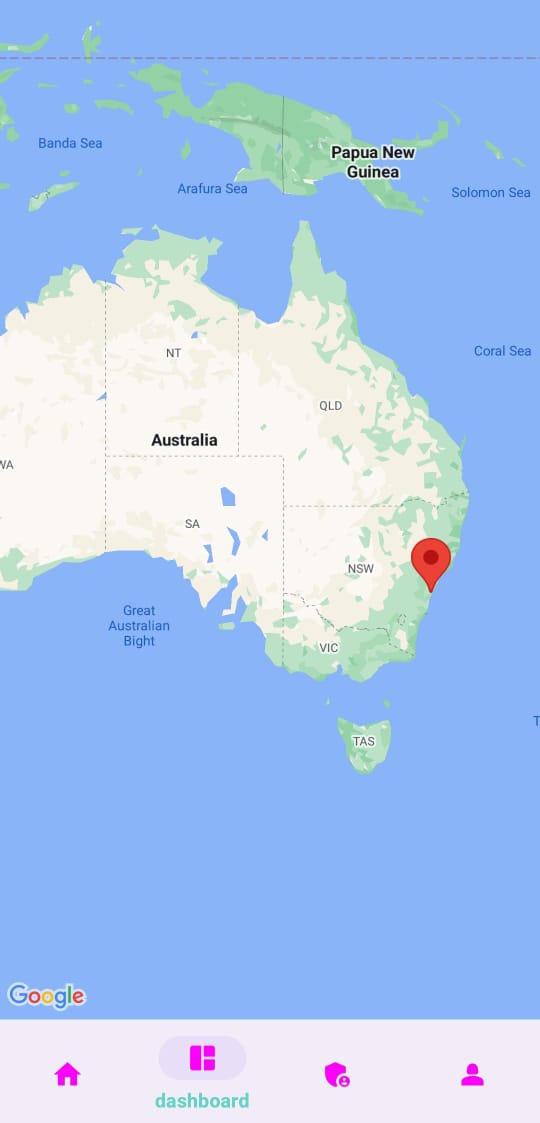 Banda Sea
Papua New
Guinea
Arafura Sea
Solomon Sea
NT
Coral Sea
QLD
Australia
WA
SA
NSW
Great
Australian
Bight
VIC
T
TAS
Google
dashboard